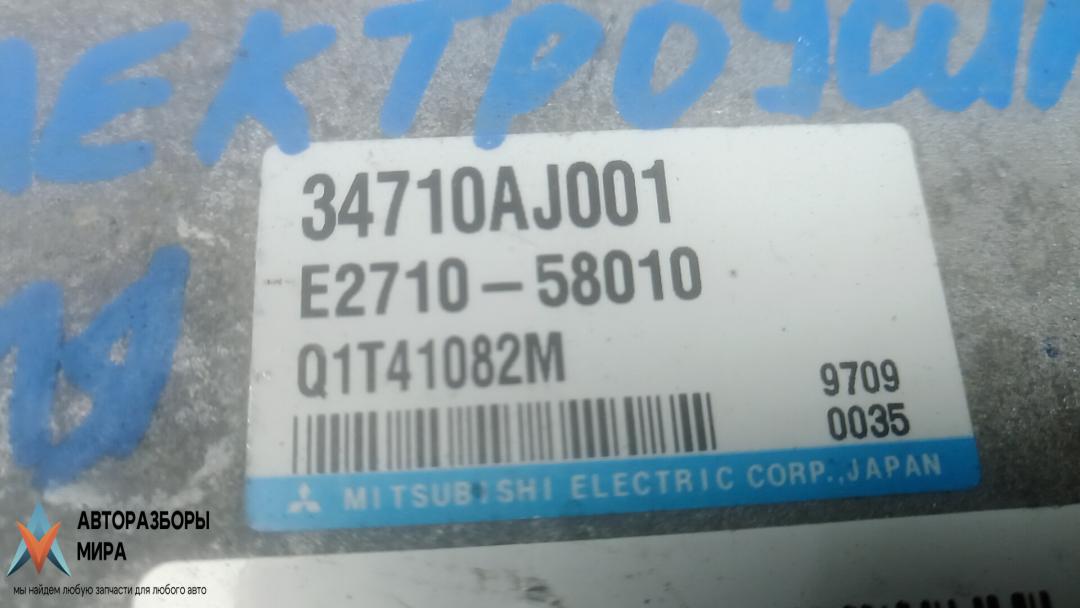 ЛЕКТРОУСИЛ
34710AJ001
E2710-58010
Q1T41082M
9709
0035
MITSUBISHI ELECTRIC CORP., JAPAN
АВТОРАЗБОРЫ
МИРА
мы найдем любую запчасти для любого авто